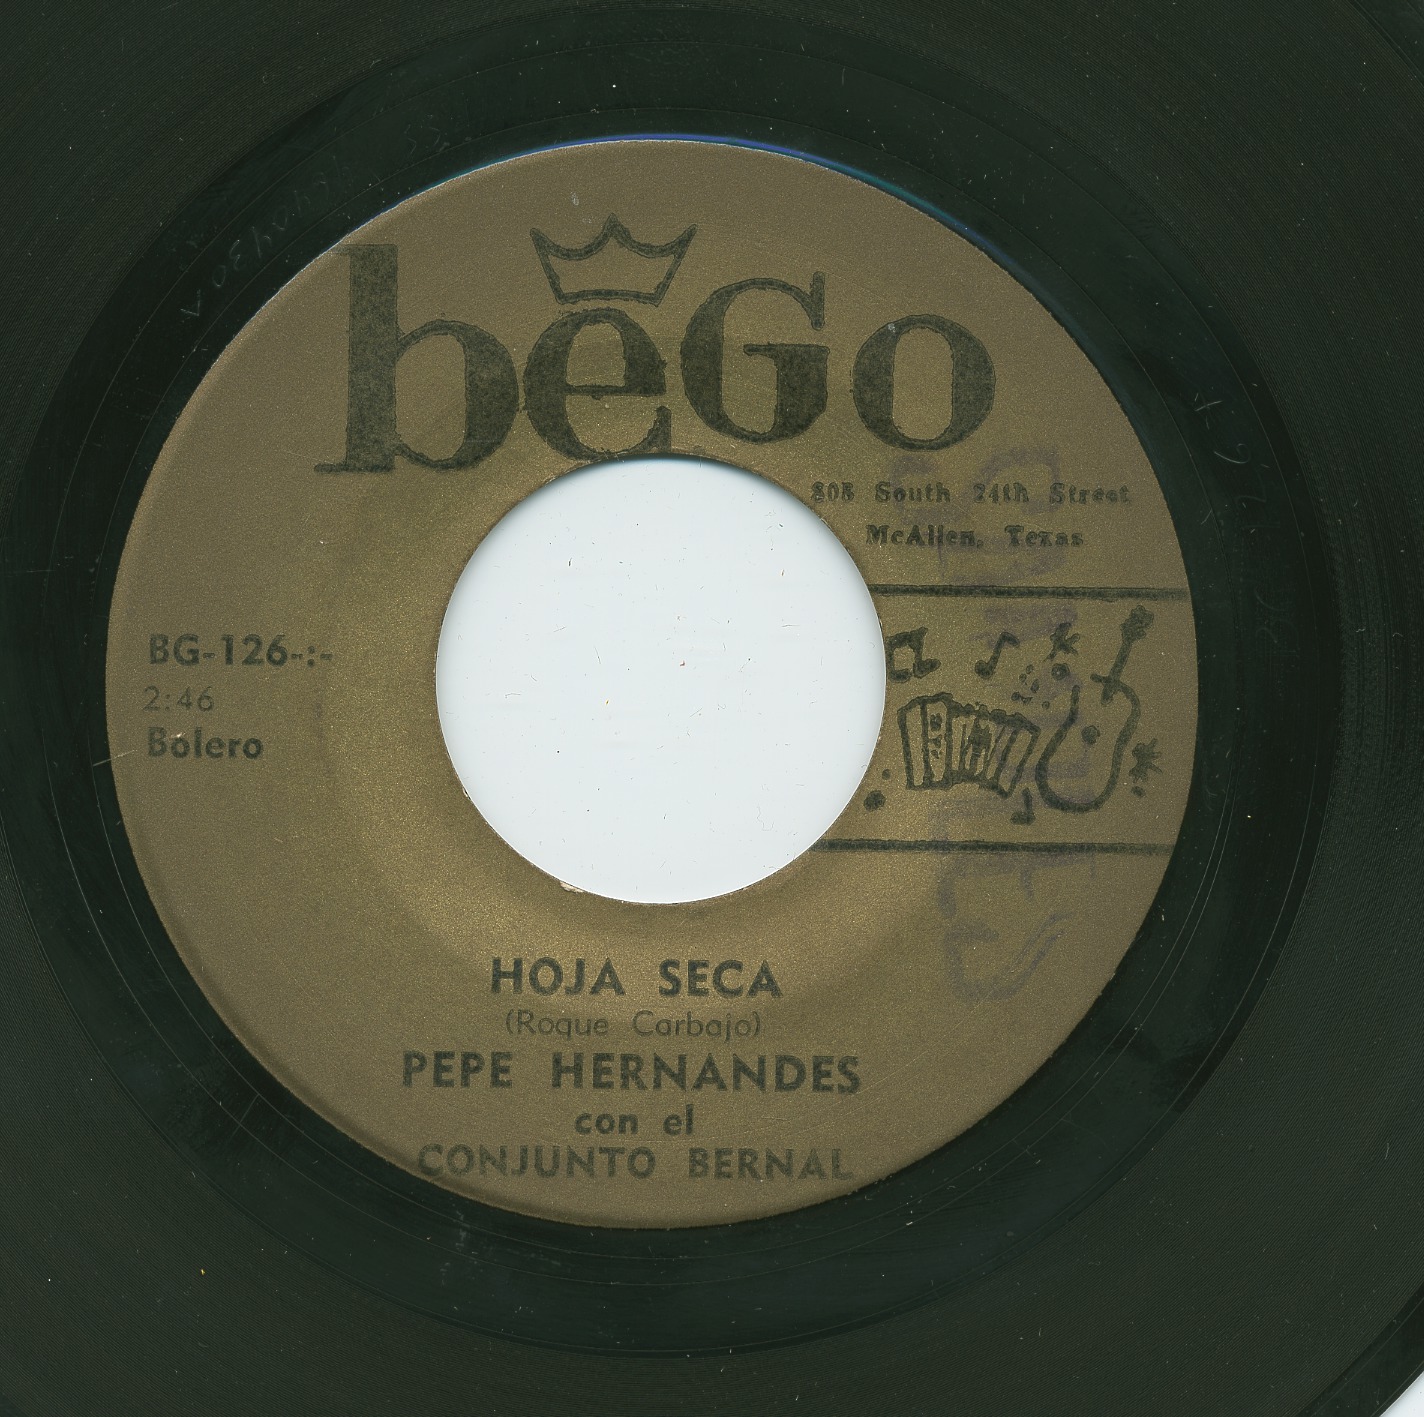 beGo
805 South 24th Street
McAllen, Texas
BG-126-:-
2:46
Bolero
HOJA SECA
(Roque Carbajo)
PEPE HERNANDES
con el
CONJUNTO BERNAL